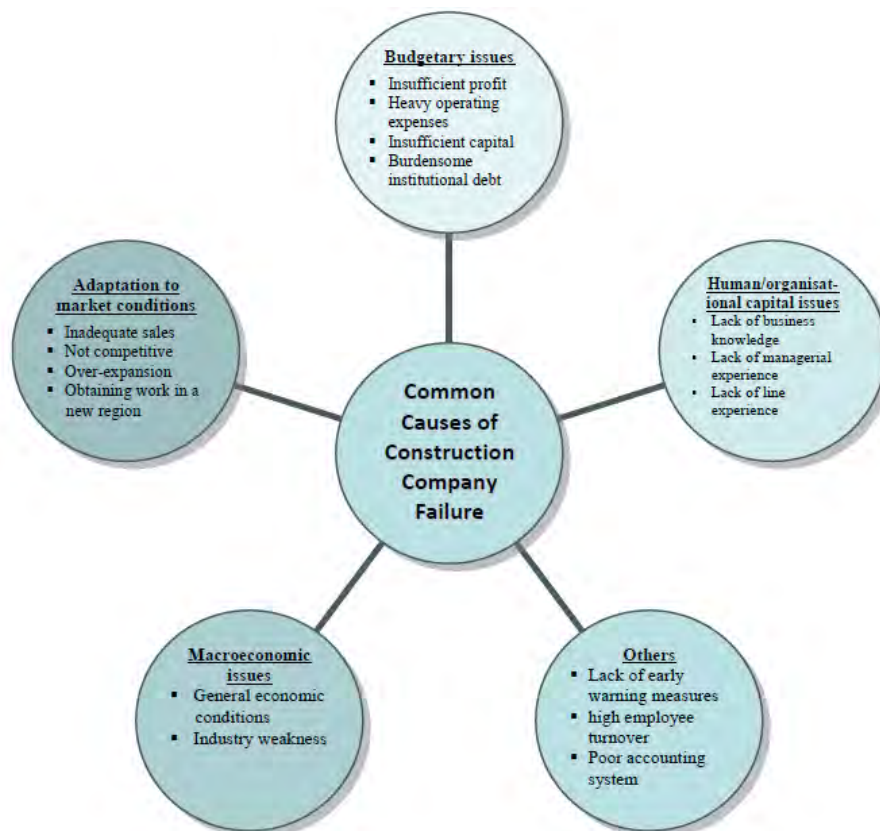 Budgetary issues
▪ Insufficient profit
▪ Heavy operating
expenses
▪ Insufficient capital
▪ Burdensome
institutional debt
Human/organisat-
ional capital issues
▪ Lack of business
knowledge
▪ Lack of managerial
experience
▪ Lack of line
experience
Adaptation to
market conditions
▪ Inadequate sales
▪ Not competitive
▪ Over-expansion
▪ Obtaining work in a
new region
Common
Causes of
Construction
Company
Failure
Macroeconomic
issues
▪ General economic
conditions
▪ Industry weakness
Others
▪ Lack of early
warning measures
▪ high employee
turnover
▪ Poor accounting
system